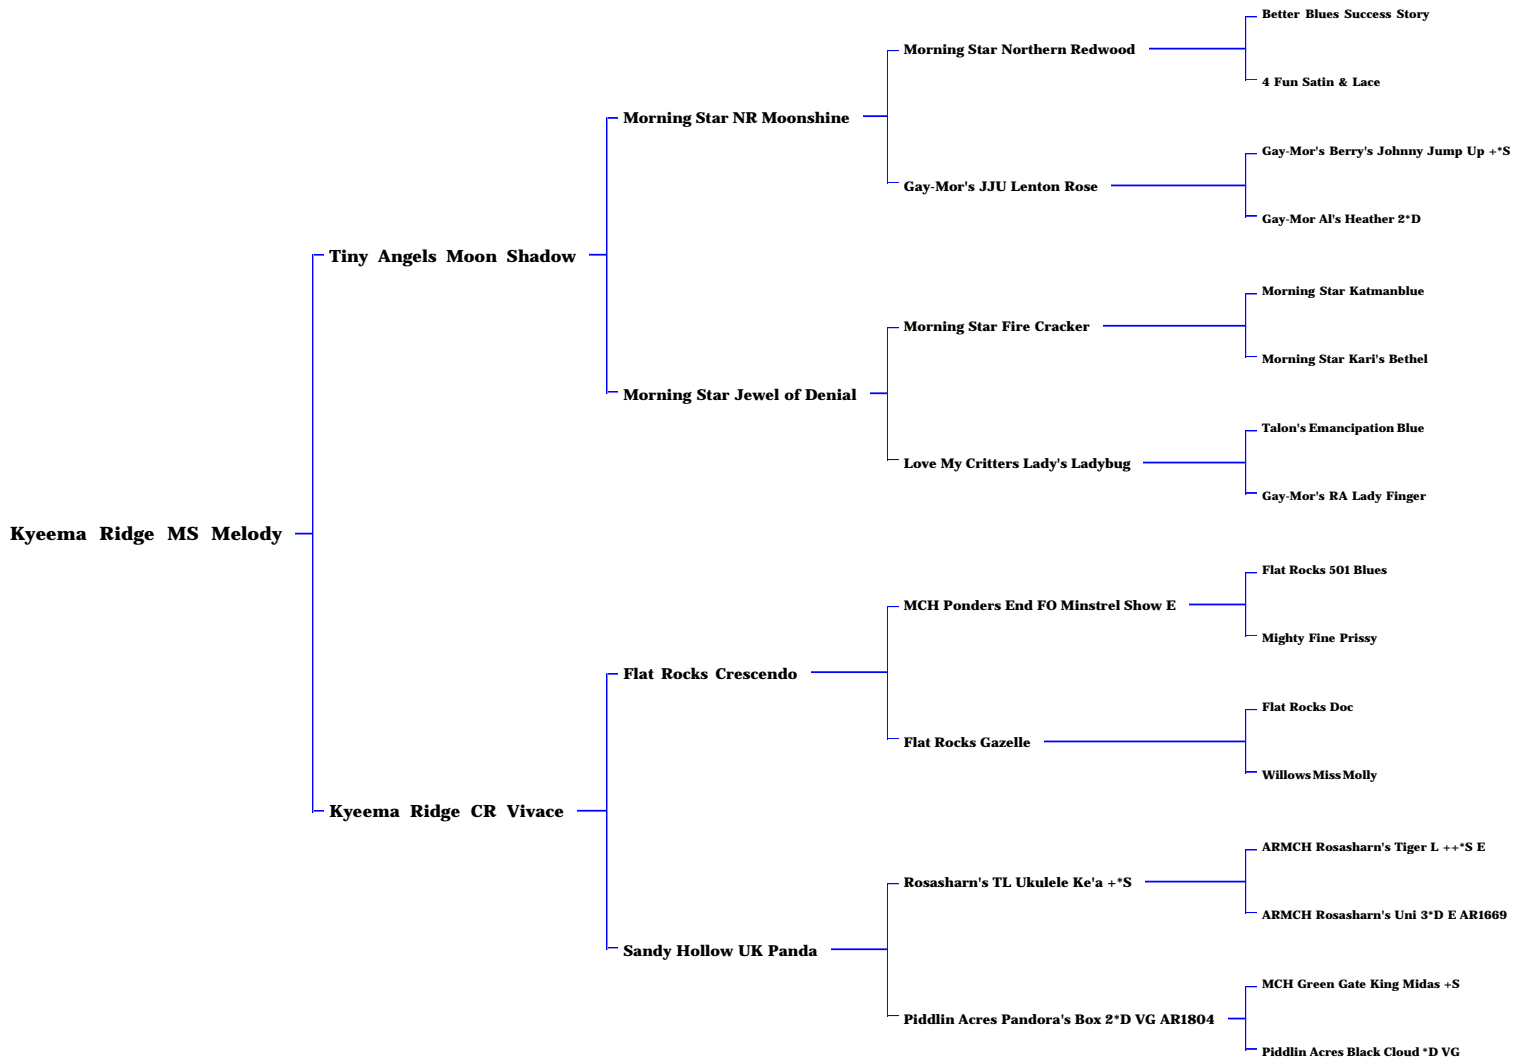 Better Blues Success Story
Morning Star Northern Redwood
4 Fun Satin & Lace
Morning Star NR Moonshine
Gay-Mor's Berry's Johnny Jump Up +*S
Gay-Mor's JJU Lenton Rose
Gay-Mor Al's Heather 2*D
Tiny Angels Moon Shadow
Morning Star Katmanblue
Morning Star Fire Cracker
Morning Star Kari's Bethel
Morning Star Jewel of Denial
Talon's Emancipation Blue
Love My Critters Lady's Ladybug
Gay-Mor's RA Lady Finger
Kyeema Ridge MS Melody
Flat Rocks 501 Blues
MCH Ponders End FO Minstrel Show E
Mighty Fine Prissy
Flat Rocks Crescendo
Flat Rocks Doc
Flat Rocks Gazelle
Willows Miss Molly
Kyeema Ridge CR Vivace
ARMCH Rosasharn's Tiger L ++*S E
Rosasharn's TL Ukulele Ke'a +*S
ARMCH Rosasharn's Uni 3*D E AR1669
Sandy Hollow UK Panda
MCH Green Gate King Midas +S
Piddlin Acres Pandora's Box 2*D VG AR1804
Piddlin Acres Black Cloud *D VG